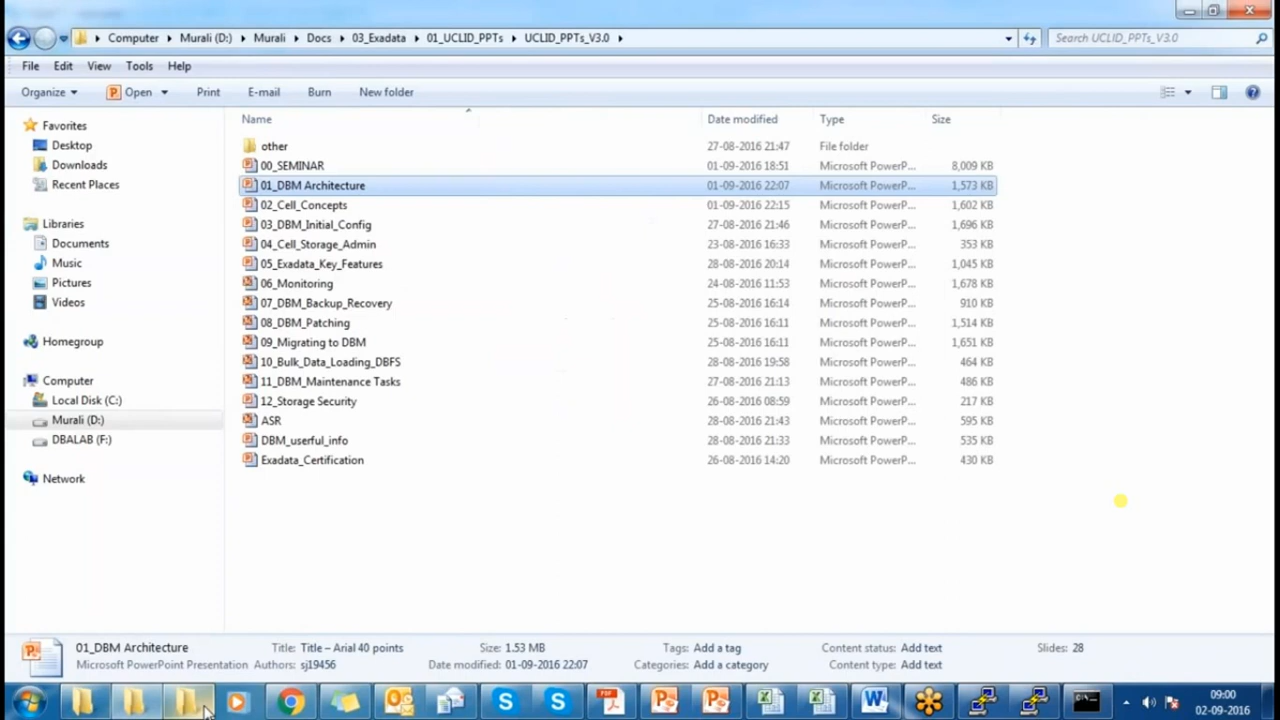 Computer Murali (D:) Murali Docs 03_Exadata 01_UCLID_PPTs UCLID_PPTs_V3.0 Search UCLID_PPTs_V3.0
File Edit View Tools Help
Organize Open Print E-mail Burn New folder
Favorites
Desktop
Downloads
Recent Places
Libraries
Documents
Music
Pictures
Videos
Homegroup
Computer
Local Disk (C:)
Murali (D:)
DBALAB (F:)
Network
Name Date modified Type Size
other 27-08-2016 21:47 File folder
00_SEMINAR 01-09-2016 18:51 Microsoft PowerP... 8,009 KB
01_DBM Architecture 01-09-2016 22:07 Microsoft PowerP... 1,573 KB
02_Cell_Concepts 01-09-2016 22:15 Microsoft PowerP... 1,602 KB
03_DBM_Initial_Config 27-08-2016 21:46 Microsoft PowerP... 1,696 KB
04_Cell_Storage_Admin 23-08-2016 16:33 Microsoft PowerP... 353 KB
05_Exadata_Key_Features 28-08-2016 20:14 Microsoft PowerP... 1,045 KB
06_Monitoring 24-08-2016 11:53 Microsoft PowerP... 1,678 KB
07_DBM_Backup_Recovery 25-08-2016 16:14 Microsoft PowerP... 910 KB
08_DBM_Patching 25-08-2016 16:11 Microsoft PowerP... 1,514 KB
09_Migrating to DBM 25-08-2016 16:11 Microsoft PowerP... 1,651 KB
10_Bulk_Data_Loading_DBFS 28-08-2016 19:58 Microsoft PowerP... 464 KB
11_DBM_Maintenance Tasks 27-08-2016 21:13 Microsoft PowerP... 486 KB
12_Storage Security 26-08-2016 08:59 Microsoft PowerP... 217 KB
ASR 28-08-2016 21:43 Microsoft PowerP... 595 KB
DBM_userful_info 28-08-2016 21:33 Microsoft PowerP... 535 KB
Exadata_Certification 26-08-2016 14:20 Microsoft PowerP... 430 KB
01_DBM Architecture Title: Title – Arial 40 points Size: 1.53 MB Tags: Add a tag Content status: Add text Slides: 28
Microsoft PowerPoint Presentation Authors: sj19456 Date modified: 01-09-2016 22:07 Categories: Add a category Content type: Add text
09:00
02-09-2016